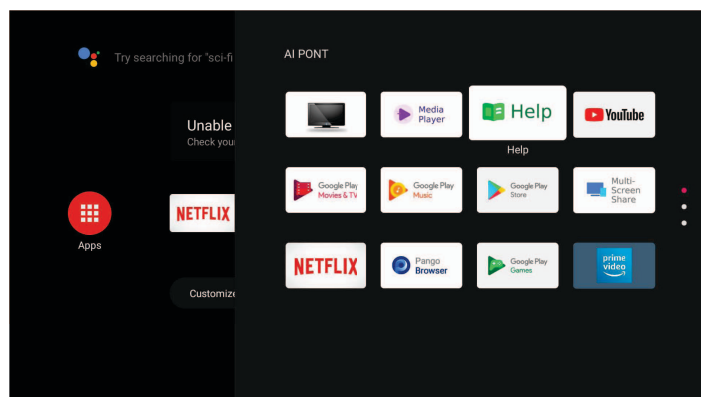 Try searching for "sci-fi
Unable
Check your
NETFLIX
Apps
Customize
AI PONT
Media
Player
Help
YouTube
Help
Google Play
Movies & TV
Google Play
Music
Google Play
Store
Multi-
Screen
Share
NETFLIX
Pango
Browser
Google Play
Games
prime
video